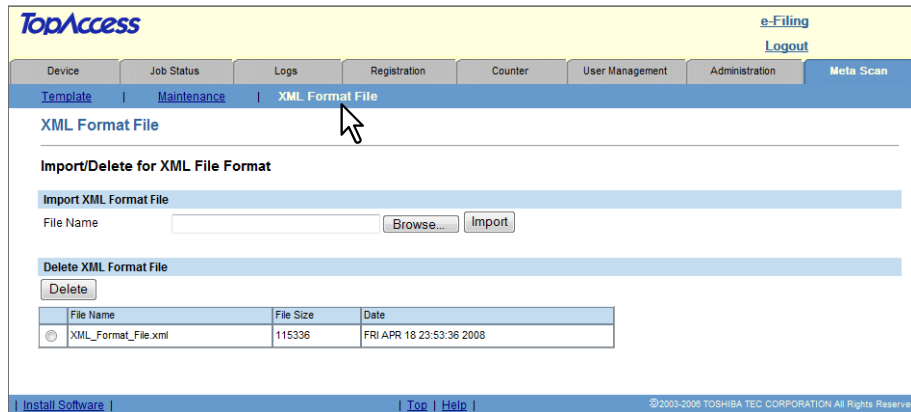 TopAccess
e-Filing
Logout
Device Job Status Logs Registration Counter User Management Administration Meta Scan
Template | Maintenance | XML Format File
XML Format File
Import/Delete for XML File Format
Import XML Format File
File Name Browse... Import
Delete XML Format File
Delete
File Name File Size Date
XML_Format_File.xml 115336 FRI APR 18 23:53:36 2008
| Install Software | | Top | Help | ©2003-2006 TOSHIBA TEC CORPORATION All Rights Reserve